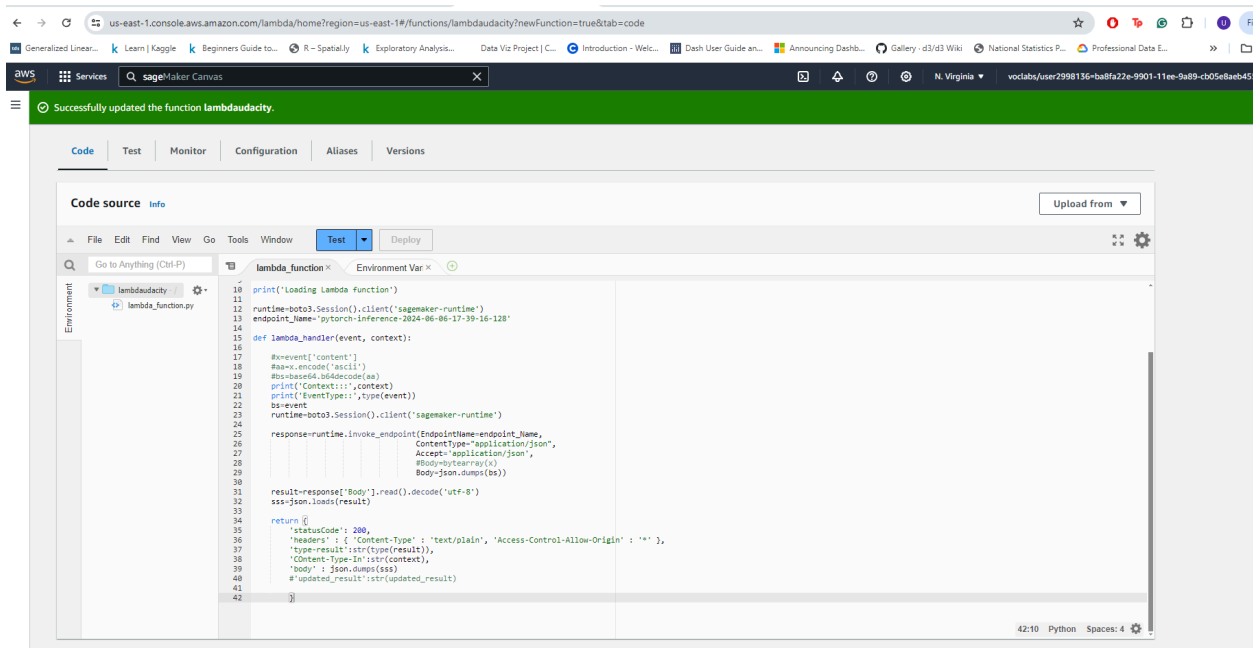 us-east-1.console.aws.amazon.com/lambda/home?region=us-east-1#/functions/lambdaudacity?newFunction=true&tab=code
Generalized Linear... Learn | Kaggle Beginners Guide to... R – Spatial.ly Exploratory Analysis... Data Viz Project | C... Introduction - Welc... Dash User Guide an... Announcing Dashb... Gallery · d3/d3 Wiki National Statistics P... Professional Data E... »
aws Services sageMaker Canvas N. Virginia ▼ voclabs/user2998136=ba8fa22e-9901-11ee-9a89-cb05e8aeb45
Successfully updated the function lambdaudacity.
Code Test Monitor Configuration Aliases Versions
Code source Info Upload from ▼
File Edit Find View Go Tools Window Test Deploy
Go to Anything (Ctrl-P) lambda_function × Environment Var ×
Environment
lambdaudacity - /
lambda_function.py
10 print('Loading Lambda function')
11
12 runtime=boto3.Session().client('sagemaker-runtime')
13 endpoint_Name='pytorch-inference-2024-06-06-17-39-16-128'
14
15 def lambda_handler(event, context):
16
17     #x=event['content']
18     #aa=x.encode('ascii')
19     #bs=base64.b64decode(aa)
20     print('Context:::',context)
21     print('EventType::',type(event))
22     bs=event
23     runtime=boto3.Session().client('sagemaker-runtime')
24
25     response=runtime.invoke_endpoint(EndpointName=endpoint_Name,
26                                     ContentType="application/json",
27                                     Accept='application/json',
28                                     #Body=bytearray(x)
29                                     Body=json.dumps(bs))
30
31     result=response['Body'].read().decode('utf-8')
32     sss=json.loads(result)
33
34     return {
35         'statusCode': 200,
36         'headers' : { 'Content-Type' : 'text/plain', 'Access-Control-Allow-Origin' : '*' },
37         'type-result':str(type(result)),
38         'COntent-Type-In':str(context),
39         'body' : json.dumps(sss)
40         #'updated_result':str(updated_result)
41
42         }
42:10 Python Spaces: 4